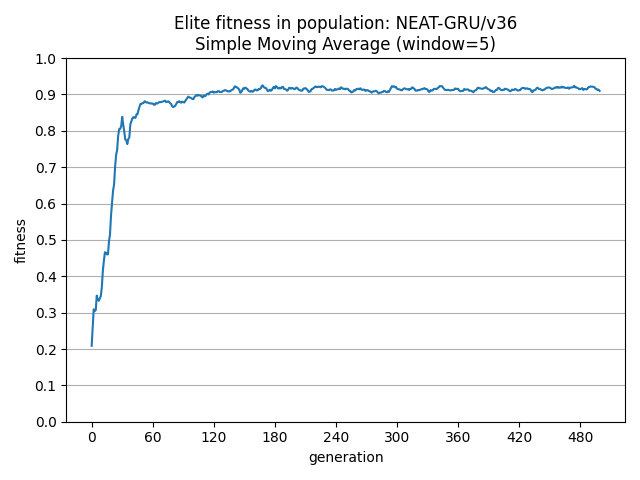 Elite fitness in population: NEAT-GRU/v36
Simple Moving Average (window=5)
1.0
0.9
0.8
0.7
0.6
0.5
0.4
0.3
0.2
0.1
0.0
fitness
0 60 120 180 240 300 360 420 480
generation